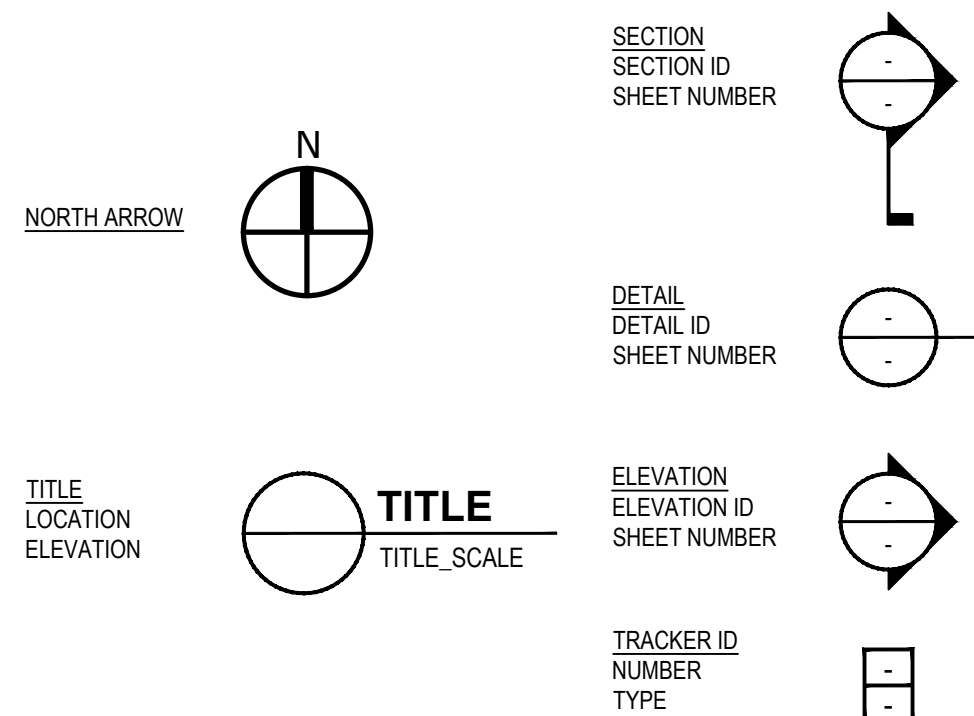 NORTH ARROW
N
TITLE
LOCATION
ELEVATION
TITLE
TITLE_SCALE
SECTION
SECTION ID
SHEET NUMBER
-
-
DETAIL
DETAIL ID
SHEET NUMBER
-
-
ELEVATION
ELEVATION ID
SHEET NUMBER
-
-
TRACKER ID
NUMBER
TYPE
-
-